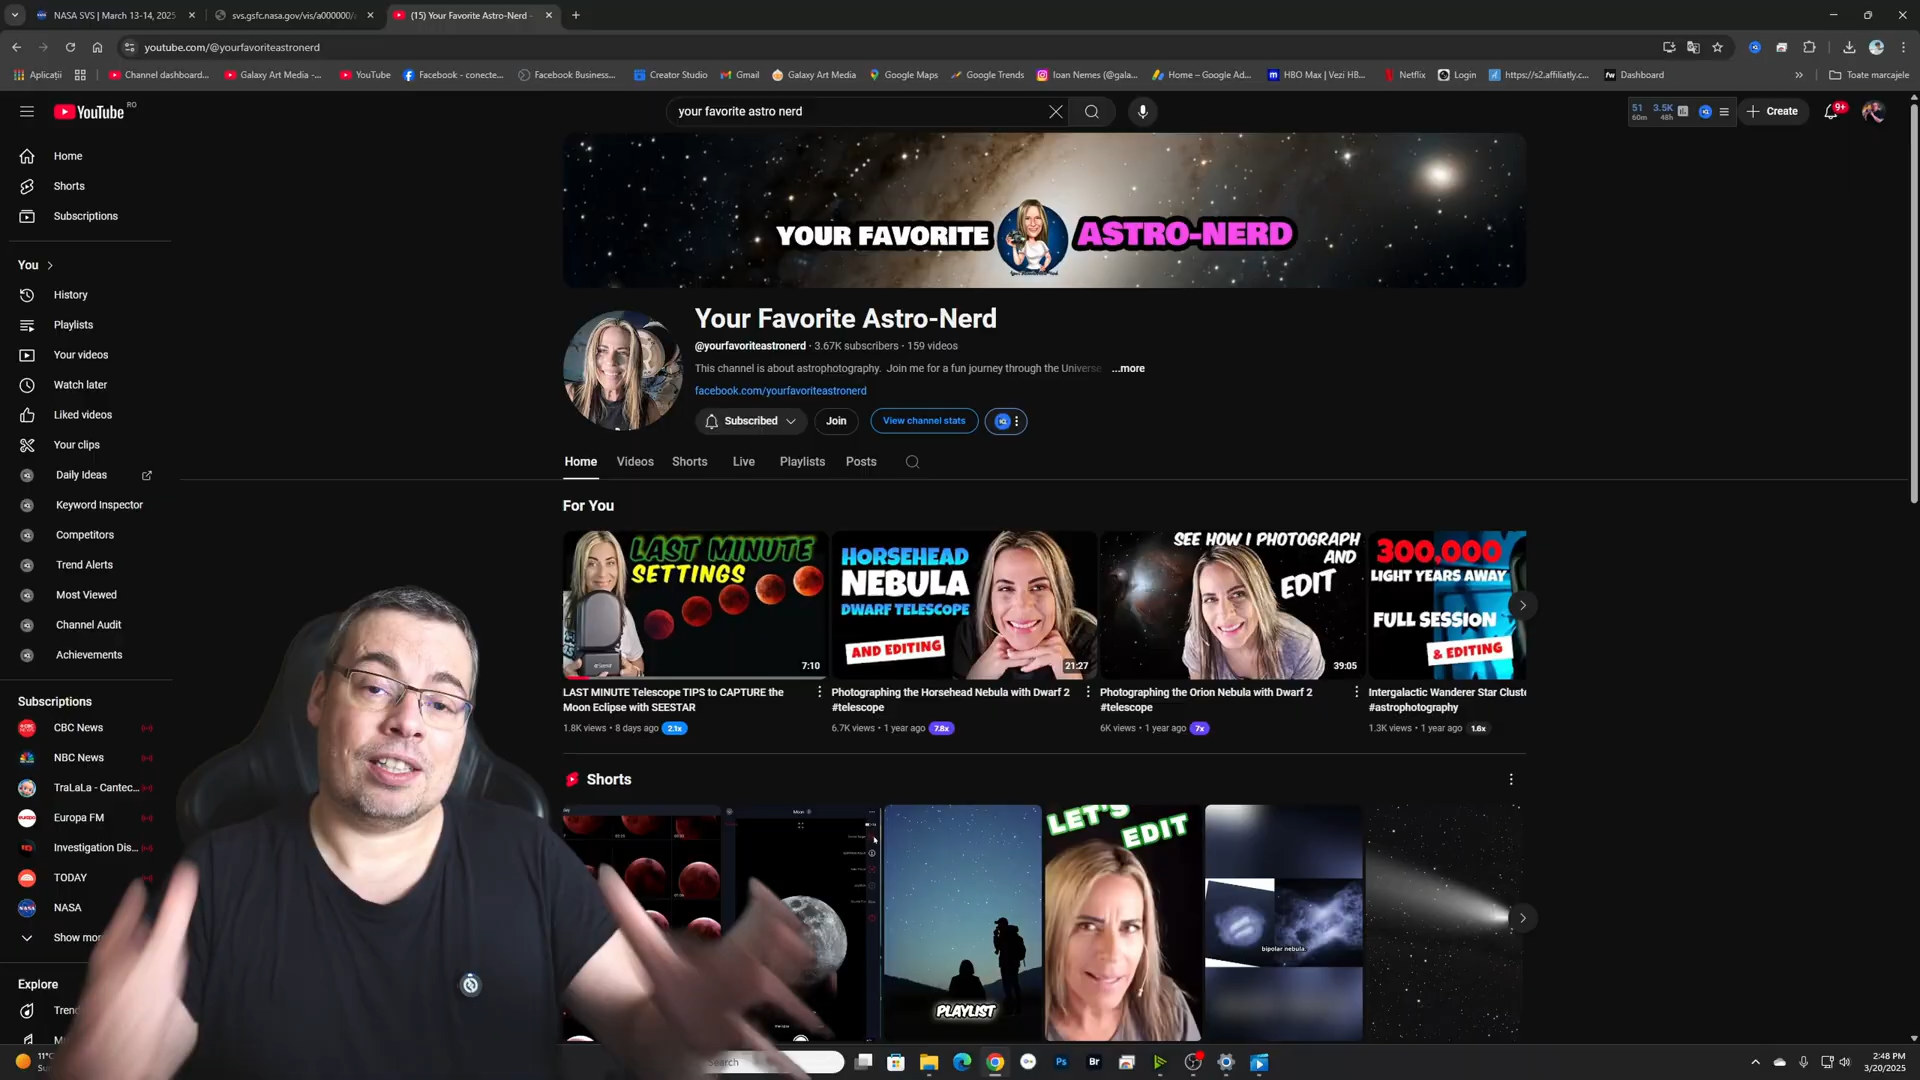 NASA SVS | March 13-14, 2025
svs.gsfc.nasa.gov/vis/a000000/
(15) Your Favorite Astro-Nerd -
youtube.com/@yourfavoriteastronerd
Aplicații
Channel dashboard...
Galaxy Art Media -...
YouTube
Facebook - conecte...
Facebook Business...
Creator Studio
Gmail
Galaxy Art Media
Google Maps
Google Trends
Ioan Nemes (@gala...
Home – Google Ad...
HBO Max | Vezi HB...
Netflix
Login
https://s2.affiliatly.c...
Dashboard
Toate marcajele
YouTube RO
your favorite astro nerd
51 60m
3.5K 48h
Create
9+
Home
Shorts
Subscriptions
You
History
Playlists
Your videos
Watch later
Liked videos
Your clips
Daily Ideas
Keyword Inspector
Competitors
Trend Alerts
Most Viewed
Channel Audit
Achievements
Subscriptions
CBC News
NBC News
TraLaLa - Cantec...
Europa FM
Investigation Dis...
TODAY
NASA
Show mor
Explore
YOUR FAVORITE ASTRO-NERD
Your Favorite Astro-Nerd
@yourfavoriteastronerd · 3.67K subscribers · 159 videos
This channel is about astrophotography. Join me for a fun journey through the Universe ...more
facebook.com/yourfavoriteastronerd
Subscribed
Join
View channel stats
Home
Videos
Shorts
Live
Playlists
Posts
For You
LAST MINUTE
SETTINGS
7:10
HORSEHEAD
NEBULA
DWARF TELESCOPE
AND EDITING
21:27
SEE HOW I PHOTOGRAPH
AND
EDIT
39:05
300,000
LIGHT YEARS AWAY
FULL SESSION
& EDITING
LAST MINUTE Telescope TIPS to CAPTURE the
Moon Eclipse with SEESTAR
1.8K views · 8 days ago 2.1x
Photographing the Horsehead Nebula with Dwarf 2
#telescope
6.7K views · 1 year ago 7.8x
Photographing the Orion Nebula with Dwarf 2
#telescope
6K views · 1 year ago 7x
Intergalactic Wanderer Star Cluste
#astrophotography
1.3K views · 1 year ago 1.6x
Shorts
PLAYLIST
LET'S
EDIT
bipolar nebula
11°C
Search
Ps
Br
2:48 PM
3/20/2025